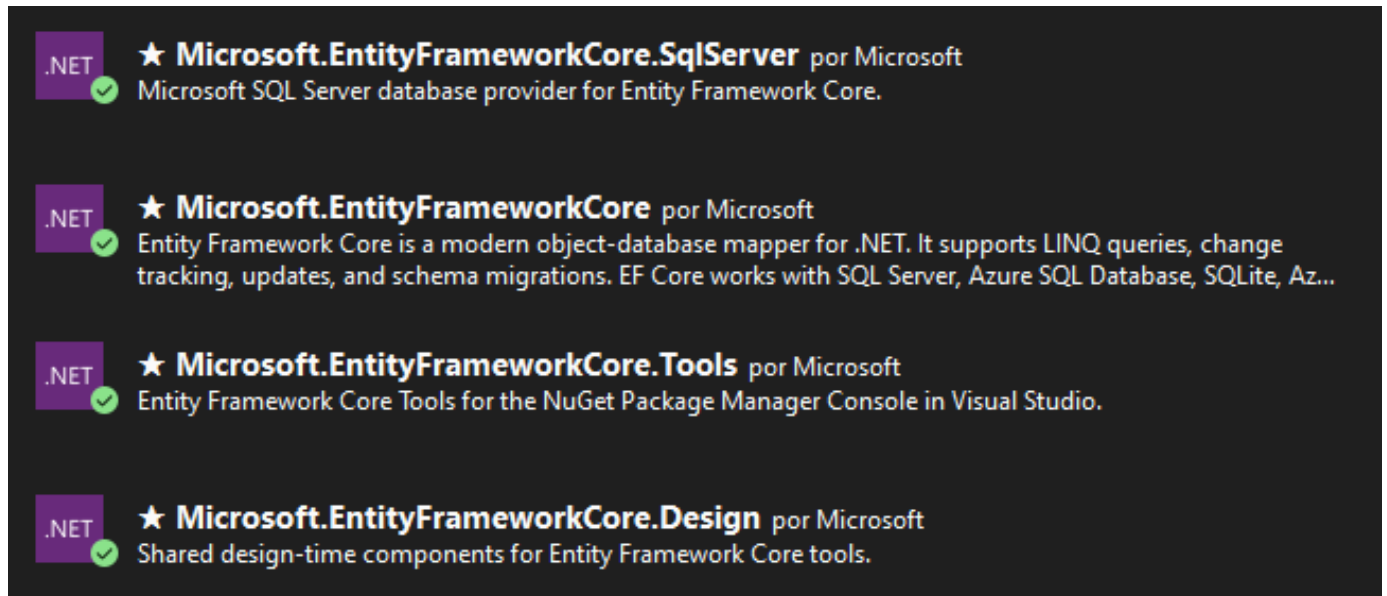 .NET ★ Microsoft.EntityFrameworkCore.SqlServer por Microsoft
Microsoft SQL Server database provider for Entity Framework Core.
.NET ★ Microsoft.EntityFrameworkCore por Microsoft
Entity Framework Core is a modern object-database mapper for .NET. It supports LINQ queries, change
tracking, updates, and schema migrations. EF Core works with SQL Server, Azure SQL Database, SQLite, Az...
.NET ★ Microsoft.EntityFrameworkCore.Tools por Microsoft
Entity Framework Core Tools for the NuGet Package Manager Console in Visual Studio.
.NET ★ Microsoft.EntityFrameworkCore.Design por Microsoft
Shared design-time components for Entity Framework Core tools.